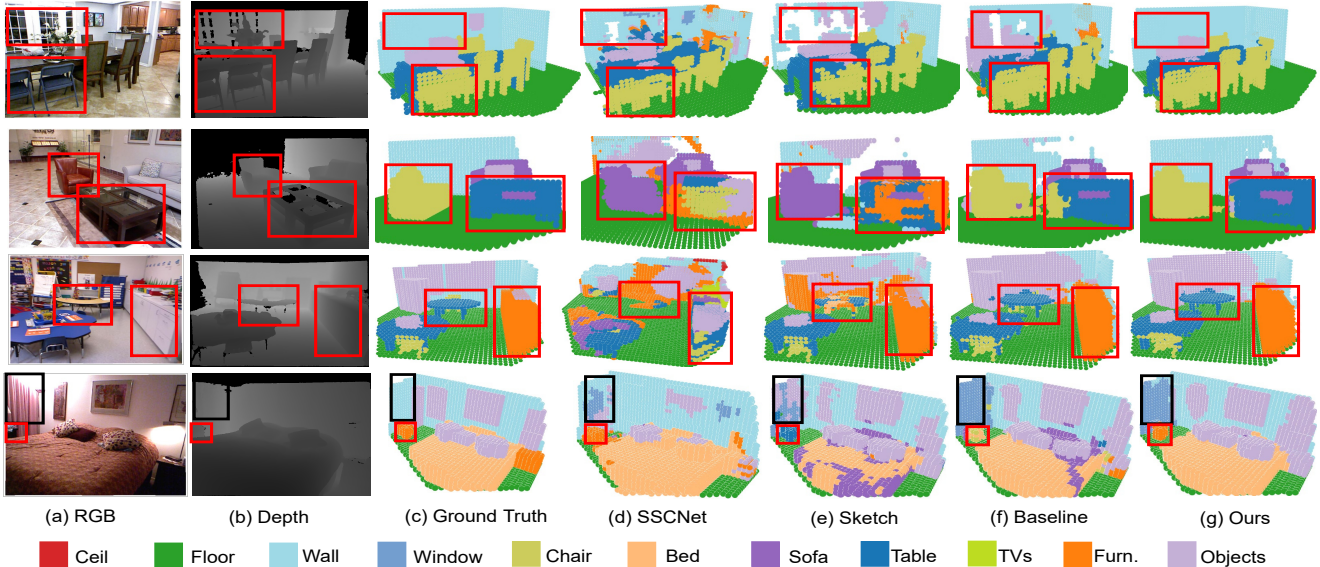 (a) RGB (b) Depth (c) Ground Truth (d) SSCNet (e) Sketch (f) Baseline (g) Ours
Ceil Floor Wall Window Chair Bed Sofa Table TVs Furn. Objects